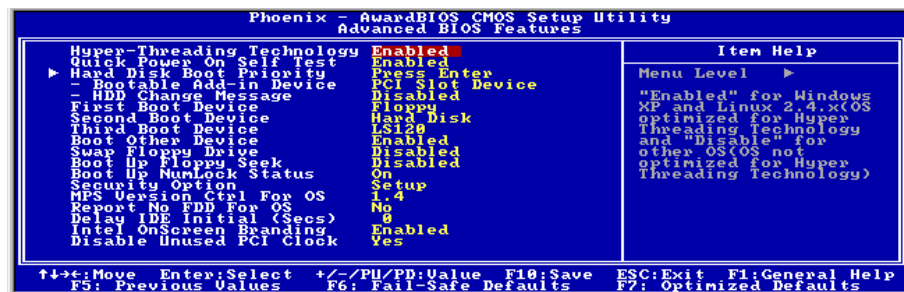 Phoenix - AwardBIOS CMOS Setup Utility
Advanced BIOS Features
Hyper-Threading Technology Enabled
Quick Power On Self Test Enabled
► Hard Disk Boot Priority Press Enter
- Bootable Add-in Device PCI Slot Device
- HDD Change Message Disabled
First Boot Device Floppy
Second Boot Device Hard Disk
Third Boot Device LS120
Boot Other Device Enabled
Swap Floppy Drive Disabled
Boot Up Floppy Seek Disabled
Boot Up NumLock Status On
Security Option Setup
MPS Version Ctrl For OS 1.4
Report No FDD For OS No
Delay IDE Initial (Secs) 0
Intel OnScreen Branding Enabled
Disable Unused PCI Clock Yes
Item Help
Menu Level ►
"Enabled" for Windows
XP and Linux 2.4.x(OS
optimized for Hyper
Threading Technology
and "Disable" for
other OS(OS not
optimized for Hyper
Threading Technology)
↑↓→←:Move Enter:Select +/-/PU/PD:Value F10:Save ESC:Exit F1:General Help
F5: Previous Values F6: Fail-Safe Defaults F7: Optimized Defaults